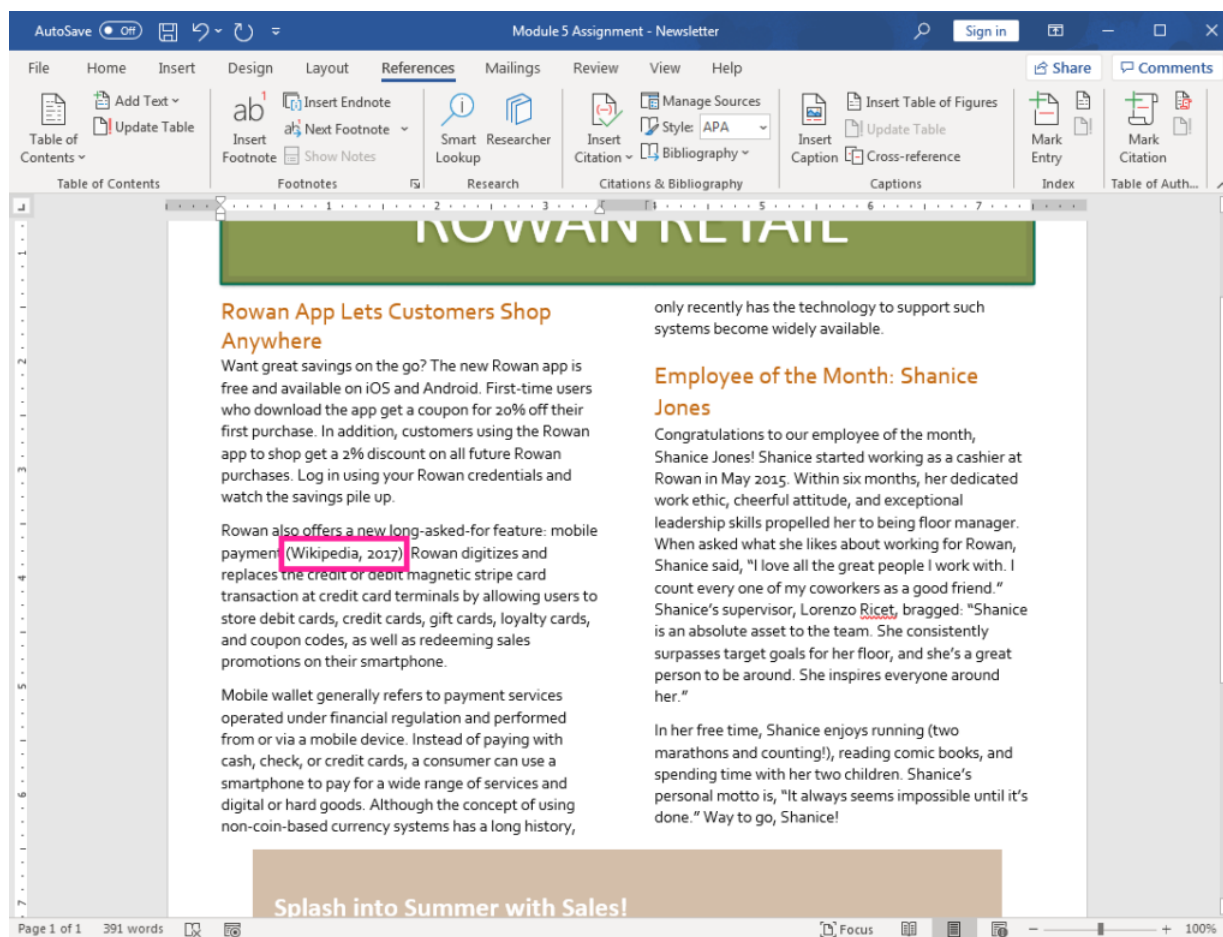 AutoSave Off Module 5 Assignment - Newsletter Sign in
File Home Insert Design Layout References Mailings Review View Help Share Comments
Table of Contents
Add Text
Update Table
Table of Contents
ab1
Insert Footnote
Insert Endnote
Next Footnote
Show Notes
Footnotes
Smart Lookup
Researcher
Research
Insert Citation
Manage Sources
Style: APA
Bibliography
Citations & Bibliography
Insert Caption
Insert Table of Figures
Update Table
Cross-reference
Captions
Mark Entry
Index
Mark Citation
Table of Auth...
1 2 3 4 5 6 7
ROWAN RETAIL
Rowan App Lets Customers Shop
Anywhere
Want great savings on the go? The new Rowan app is
free and available on iOS and Android. First-time users
who download the app get a coupon for 20% off their
first purchase. In addition, customers using the Rowan
app to shop get a 2% discount on all future Rowan
purchases. Log in using your Rowan credentials and
watch the savings pile up.
Rowan also offers a new long-asked-for feature: mobile
payment (Wikipedia, 2017) Rowan digitizes and
replaces the credit or debit magnetic stripe card
transaction at credit card terminals by allowing users to
store debit cards, credit cards, gift cards, loyalty cards,
and coupon codes, as well as redeeming sales
promotions on their smartphone.
Mobile wallet generally refers to payment services
operated under financial regulation and performed
from or via a mobile device. Instead of paying with
cash, check, or credit cards, a consumer can use a
smartphone to pay for a wide range of services and
digital or hard goods. Although the concept of using
non-coin-based currency systems has a long history,
only recently has the technology to support such
systems become widely available.
Employee of the Month: Shanice
Jones
Congratulations to our employee of the month,
Shanice Jones! Shanice started working as a cashier at
Rowan in May 2015. Within six months, her dedicated
work ethic, cheerful attitude, and exceptional
leadership skills propelled her to being floor manager.
When asked what she likes about working for Rowan,
Shanice said, “I love all the great people I work with. I
count every one of my coworkers as a good friend.”
Shanice’s supervisor, Lorenzo Ricet, bragged: “Shanice
is an absolute asset to the team. She consistently
surpasses target goals for her floor, and she’s a great
person to be around. She inspires everyone around
her.”
In her free time, Shanice enjoys running (two
marathons and counting!), reading comic books, and
spending time with her two children. Shanice’s
personal motto is, “It always seems impossible until it’s
done.” Way to go, Shanice!
Splash into Summer with Sales!
Page 1 of 1 391 words Focus 100%